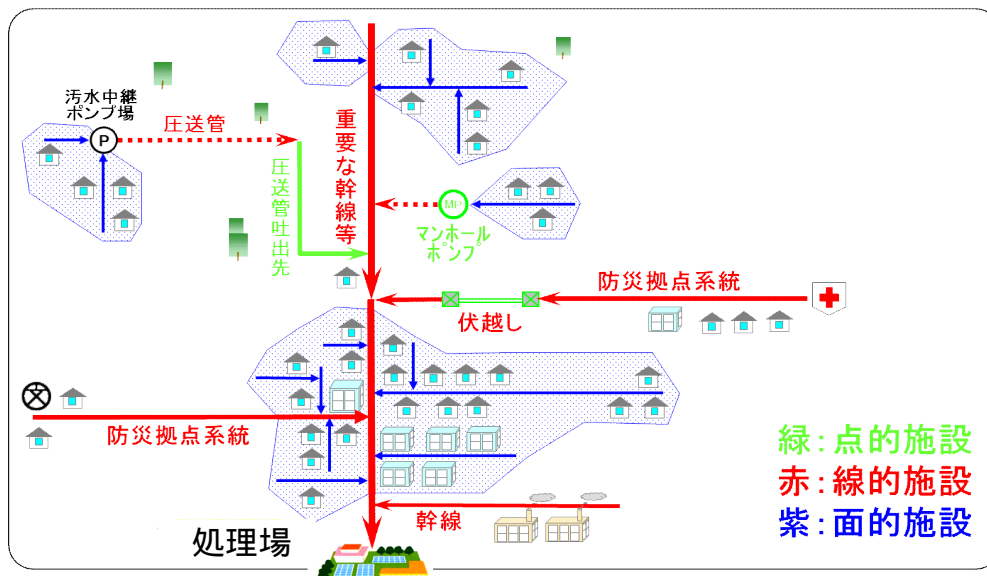 汚水中継
ポンプ場
P
圧送管
重要な幹線等
圧送管吐出先
MP
マンホール
ポンプ
防災拠点系統
伏越し
防災拠点系統
幹線
処理場
緑：点的施設
赤：線的施設
紫：面的施設